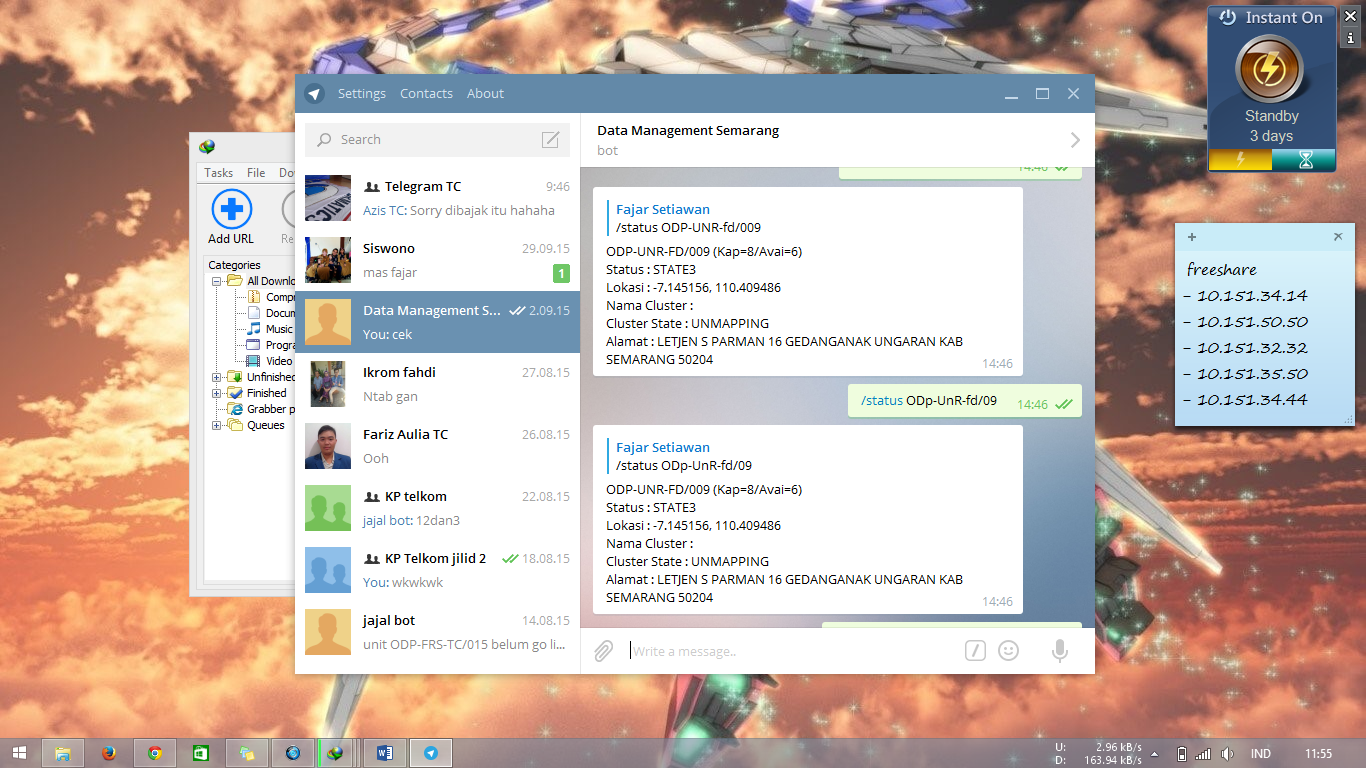 Instant On
Standby
3 days
Settings Contacts About
Search
Telegram TC 9:46
Azis TC: Sorry dibajak itu hahaha
Siswono 29.09.15
mas fajar 1
Data Management S... 2.09.15
You: cek
Ikrom fahdi 27.08.15
Ntab gan
Fariz Aulia TC 26.08.15
Ooh
KP telkom 22.08.15
jajal bot: 12dan3
KP Telkom jilid 2 18.08.15
You: wkwkwk
jajal bot 14.08.15
unit ODP-FRS-TC/015 belum go li...
Data Management Semarang
bot
14:46
Fajar Setiawan
/status ODP-UNR-fd/009
ODP-UNR-FD/009 (Kap=8/Avai=6)
Status : STATE3
Lokasi : -7.145156, 110.409486
Nama Cluster :
Cluster State : UNMAPPING
Alamat : LETJEN S PARMAN 16 GEDANGANAK UNGARAN KAB
SEMARANG 50204
14:46
/status ODp-UnR-fd/09 14:46
Fajar Setiawan
/status ODp-UnR-fd/09
ODP-UNR-FD/009 (Kap=8/Avai=6)
Status : STATE3
Lokasi : -7.145156, 110.409486
Nama Cluster :
Cluster State : UNMAPPING
Alamat : LETJEN S PARMAN 16 GEDANGANAK UNGARAN KAB
SEMARANG 50204
14:46
Write a message..
Tasks File Do
Add URL Re
Categories
All Downlo
Compr
Docum
Music
Progra
Video
Unfinished
Finished
Grabber p
Queues
freeshare
- 10.151.34.14
- 10.151.50.50
- 10.151.32.32
- 10.151.35.50
- 10.151.34.44
U: 2.96 kB/s
D: 163.94 kB/s
IND
11:55